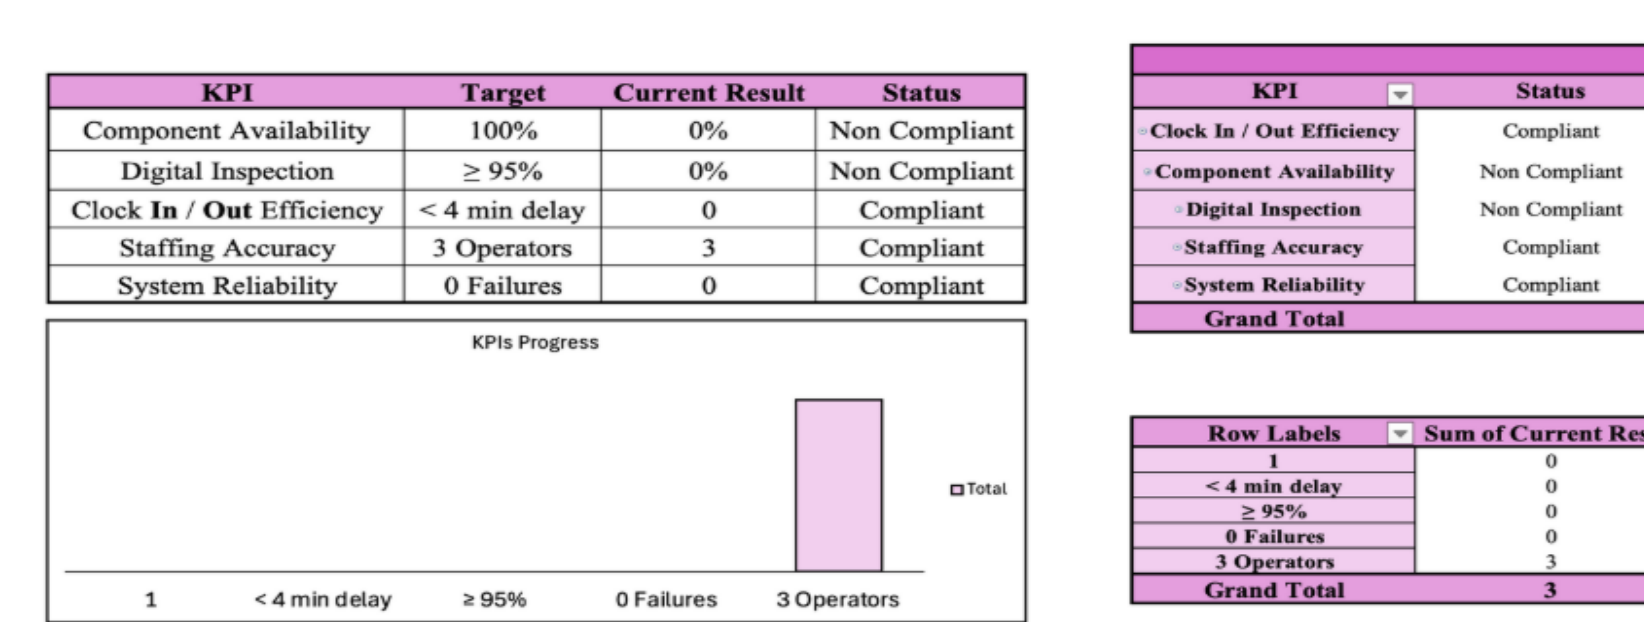 KPI Target Current Result Status
Component Availability 100% 0% Non Compliant
Digital Inspection ≥ 95% 0% Non Compliant
Clock In / Out Efficiency < 4 min delay 0 Compliant
Staffing Accuracy 3 Operators 3 Compliant
System Reliability 0 Failures 0 Compliant
KPIs Progress
Total
1 < 4 min delay ≥ 95% 0 Failures 3 Operators
KPI Status
Clock In / Out Efficiency Compliant
Component Availability Non Compliant
Digital Inspection Non Compliant
Staffing Accuracy Compliant
System Reliability Compliant
Grand Total
Row Labels Sum of Current Res
1 0
< 4 min delay 0
≥ 95% 0
0 Failures 0
3 Operators 3
Grand Total 3